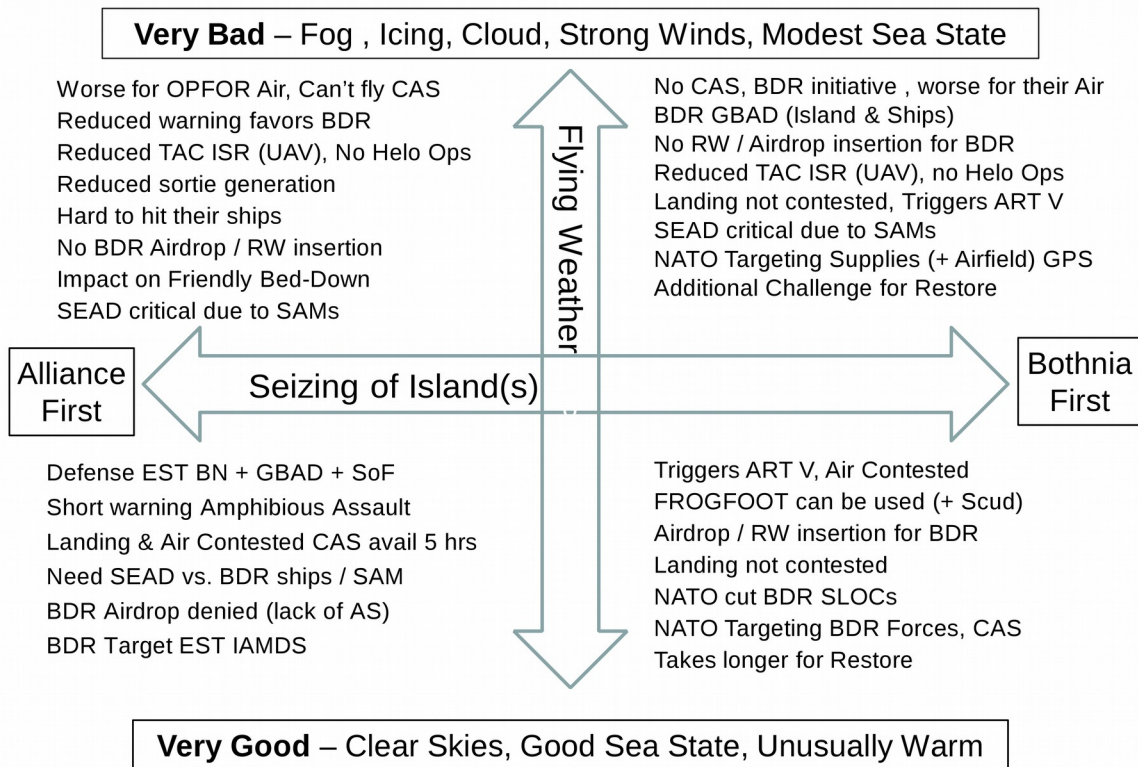 Very Bad – Fog , Icing, Cloud, Strong Winds, Modest Sea State
Worse for OPFOR Air, Can’t fly CAS
Reduced warning favors BDR
Reduced TAC ISR (UAV), No Helo Ops
Reduced sortie generation
Hard to hit their ships
No BDR Airdrop / RW insertion
Impact on Friendly Bed-Down
SEAD critical due to SAMs
No CAS, BDR initiative , worse for their Air
BDR GBAD (Island & Ships)
No RW / Airdrop insertion for BDR
Reduced TAC ISR (UAV), no Helo Ops
Landing not contested, Triggers ART V
SEAD critical due to SAMs
NATO Targeting Supplies (+ Airfield) GPS
Additional Challenge for Restore
Flying Weather
Alliance
First
Seizing of Island(s)
Bothnia
First
Defense EST BN + GBAD + SoF
Short warning Amphibious Assault
Landing & Air Contested CAS avail 5 hrs
Need SEAD vs. BDR ships / SAM
BDR Airdrop denied (lack of AS)
BDR Target EST IAMDS
Triggers ART V, Air Contested
FROGFOOT can be used (+ Scud)
Airdrop / RW insertion for BDR
Landing not contested
NATO cut BDR SLOCs
NATO Targeting BDR Forces, CAS
Takes longer for Restore
Very Good – Clear Skies, Good Sea State, Unusually Warm